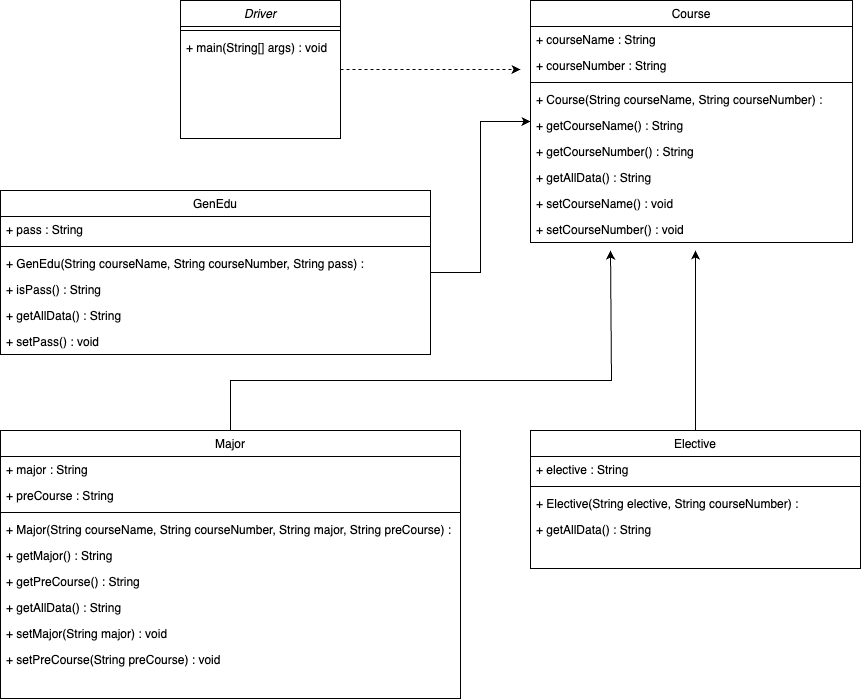 Driver
+ main(String[] args) : void
Course
+ courseName : String
+ courseNumber : String
+ Course(String courseName, String courseNumber) :
+ getCourseName() : String
+ getCourseNumber() : String
+ getAllData() : String
+ setCourseName() : void
+ setCourseNumber() : void
GenEdu
+ pass : String
+ GenEdu(String courseName, String courseNumber, String pass) :
+ isPass() : String
+ getAllData() : String
+ setPass() : void
Major
+ major : String
+ preCourse : String
+ Major(String courseName, String courseNumber, String major, String preCourse) :
+ getMajor() : String
+ getPreCourse() : String
+ getAllData() : String
+ setMajor(String major) : void
+ setPreCourse(String preCourse) : void
Elective
+ elective : String
+ Elective(String elective, String courseNumber) :
+ getAllData() : String